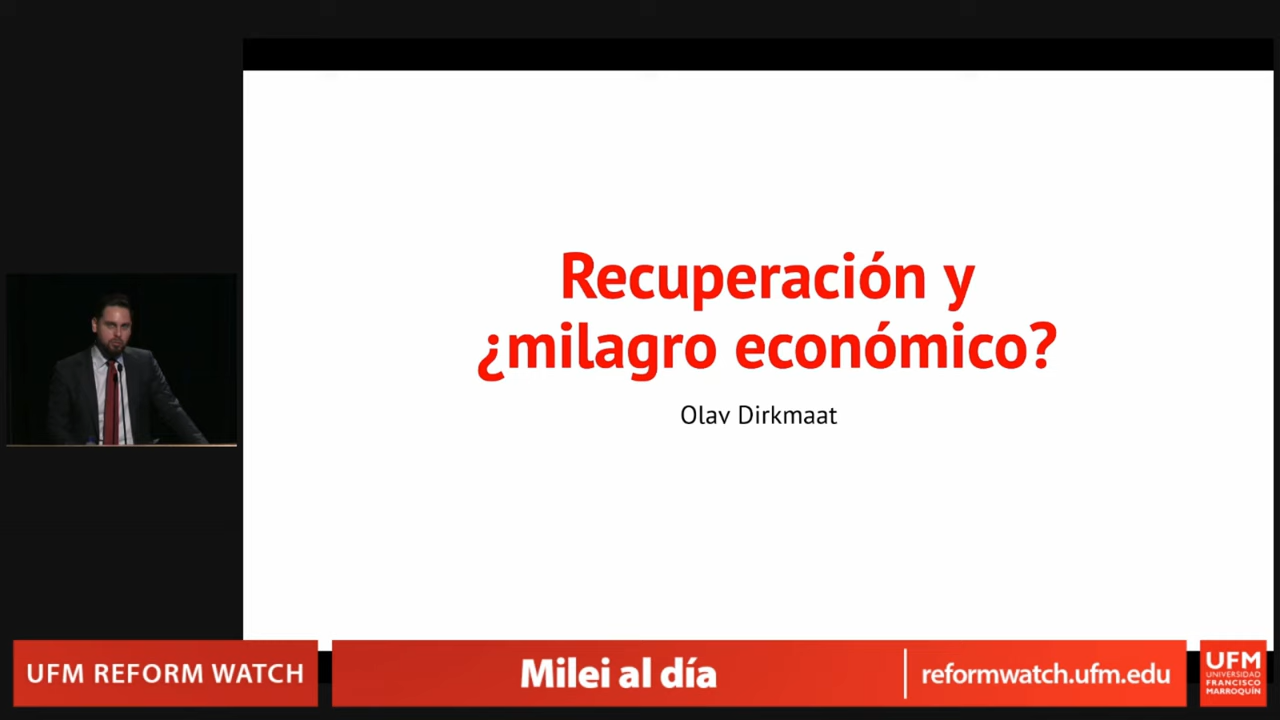 Recuperación y
¿milagro económico?
Olav Dirkmaat
UFM REFORM WATCH
Milei al día
reformwatch.ufm.edu
UFM
UNIVERSIDAD
FRANCISCO
MARROQUÍN